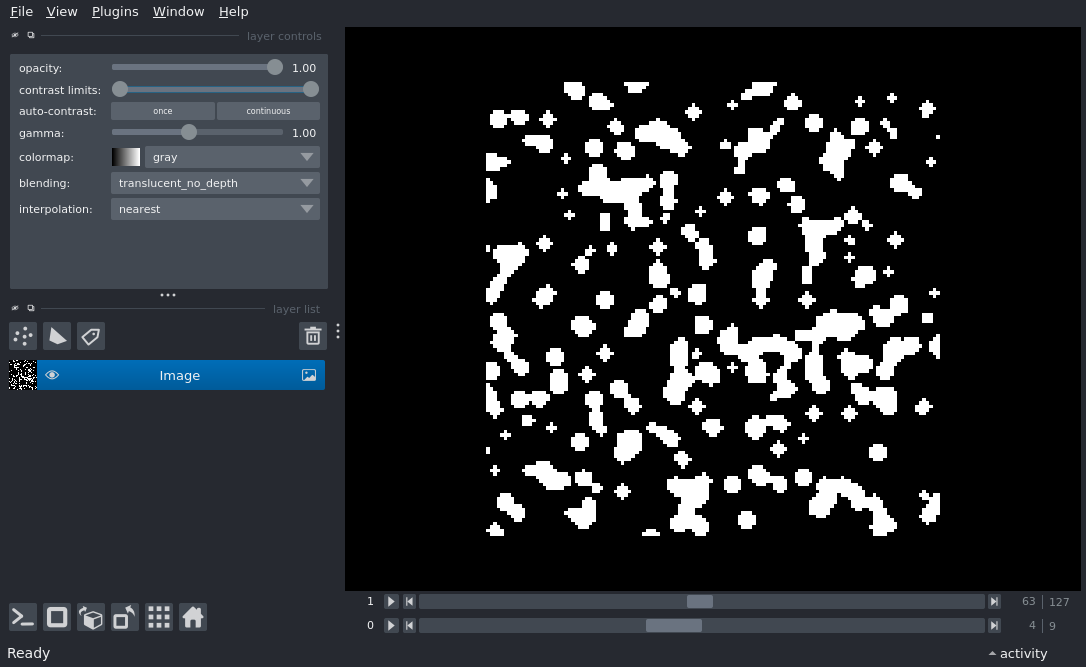 File View Plugins Window Help
layer controls
opacity: 1.00
contrast limits:
auto-contrast: once continuous
gamma: 1.00
colormap: gray
blending: translucent_no_depth
interpolation: nearest
layer list
Image
1 63 127
0 4 9
Ready activity